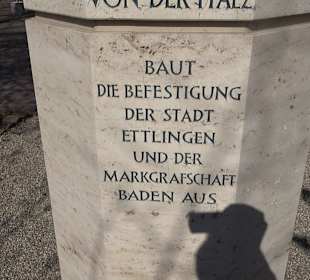 VON DER PFALZ
BAUT
DIE BEFESTIGUNG
DER STADT
ETTLINGEN
UND DER
MARKGRAFSCHAFT
BADEN AUS